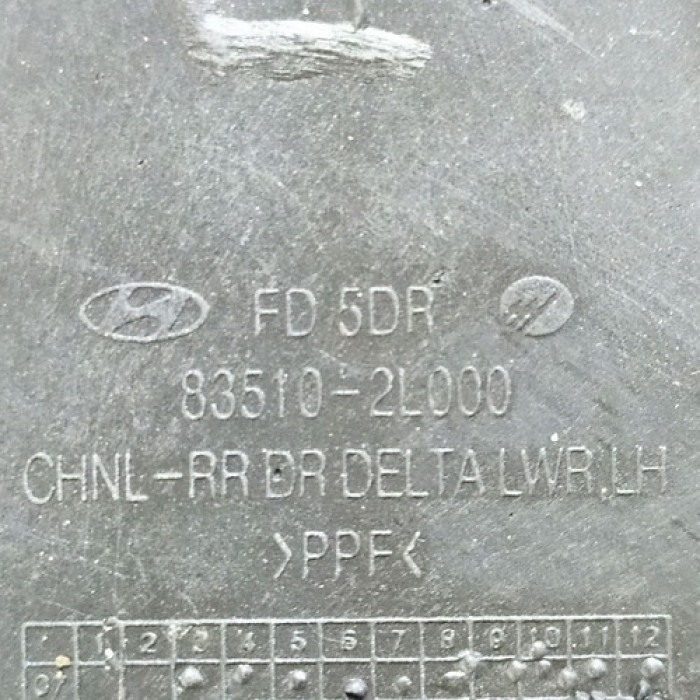 FD 5DR
83510-2L000
CHNL-RR DR DELTA LWR,LH
>PPF<
1 2 3 4 5 6 7 8 9 10 11 12
07